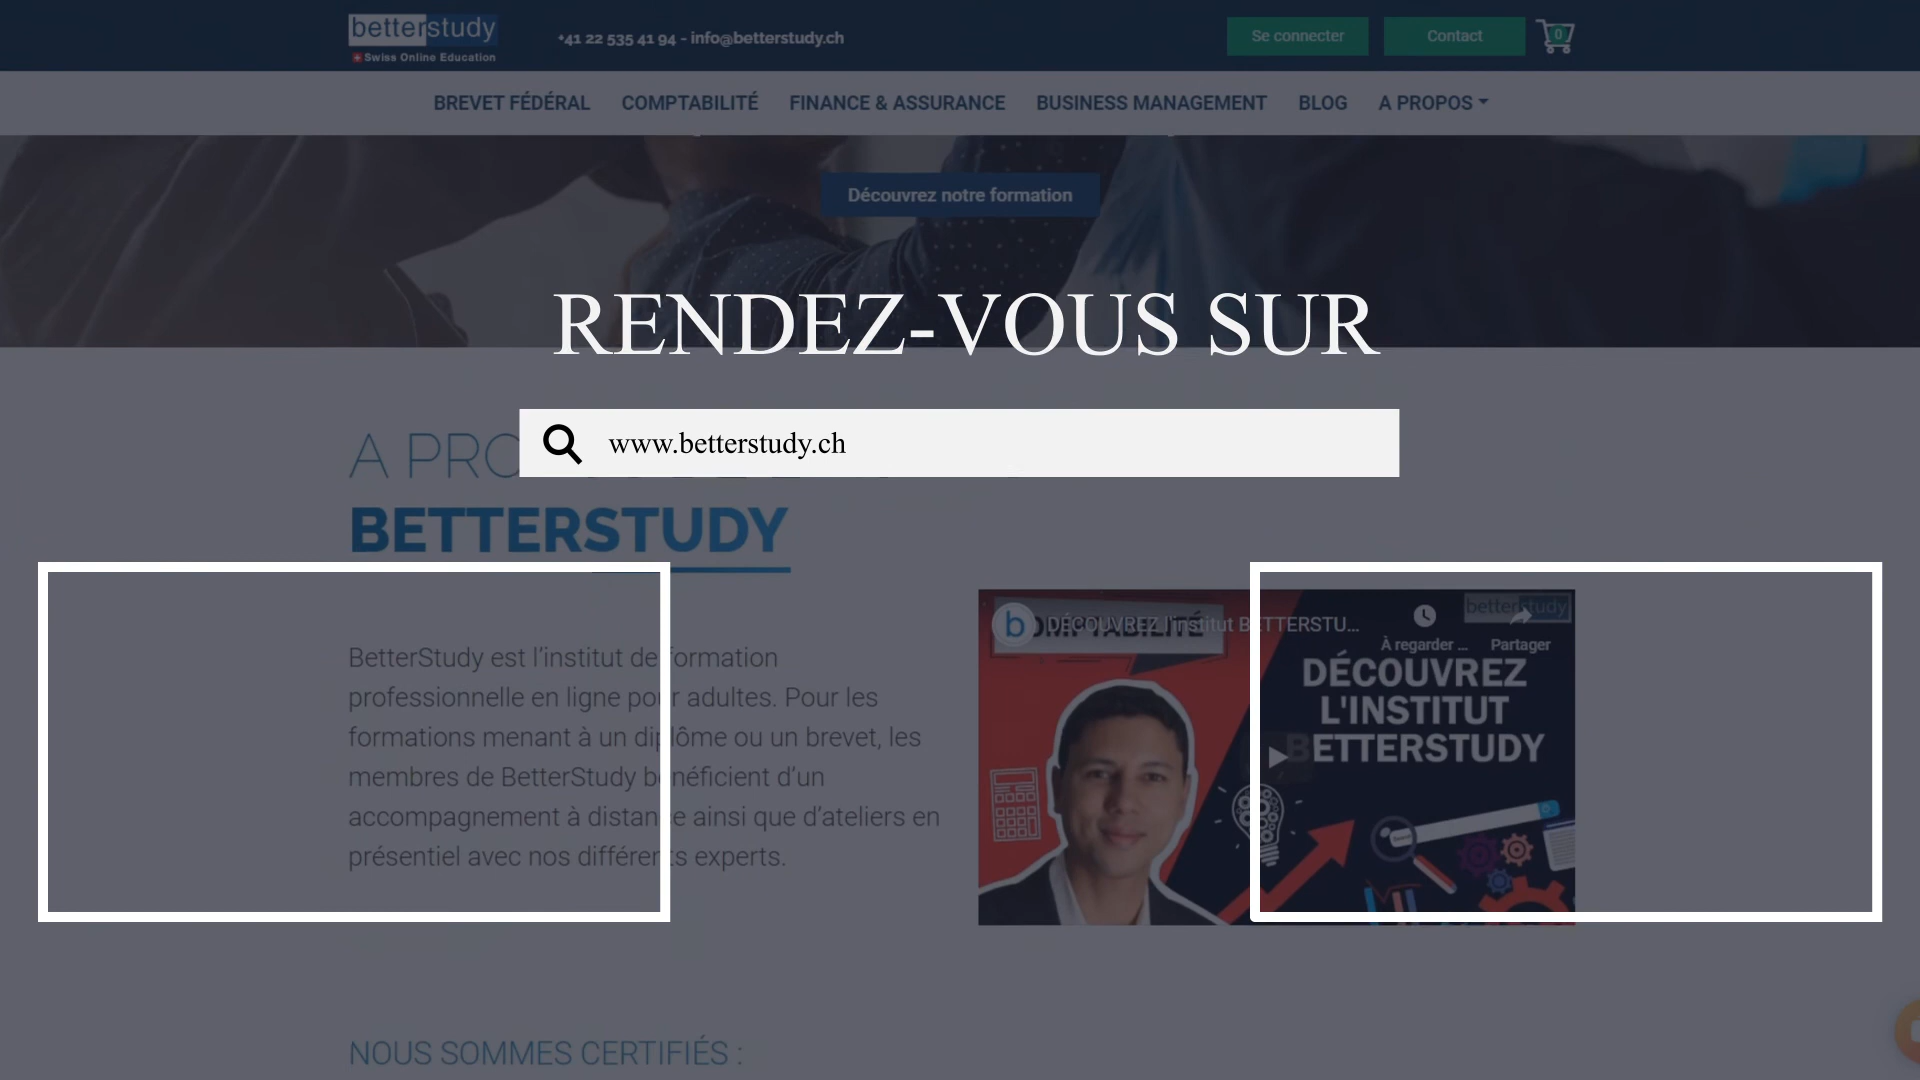 betterstudy
Swiss Online Education
+41 22 535 41 94 - info@betterstudy.ch
Se connecter
Contact
0
BREVET FÉDÉRAL
COMPTABILITÉ
FINANCE & ASSURANCE
BUSINESS MANAGEMENT
BLOG
A PROPOS
Découvrez notre formation
RENDEZ-VOUS SUR
www.betterstudy.ch
A PRO
BETTERSTUDY
BetterStudy est l'institut de formation
professionnelle en ligne pour adultes. Pour les
formations menant à un diplôme ou un brevet, les
membres de BetterStudy bénéficient d'un
accompagnement à distance ainsi que d'ateliers en
présentiel avec nos différents experts.
b
OMPTABILITÉ
DÉCOUVREZ l'institut BETTERSTU...
betterstudy
À regarder ...
Partager
DÉCOUVREZ
L'INSTITUT
BETTERSTUDY
Search
NOUS SOMMES CERTIFIÉS :